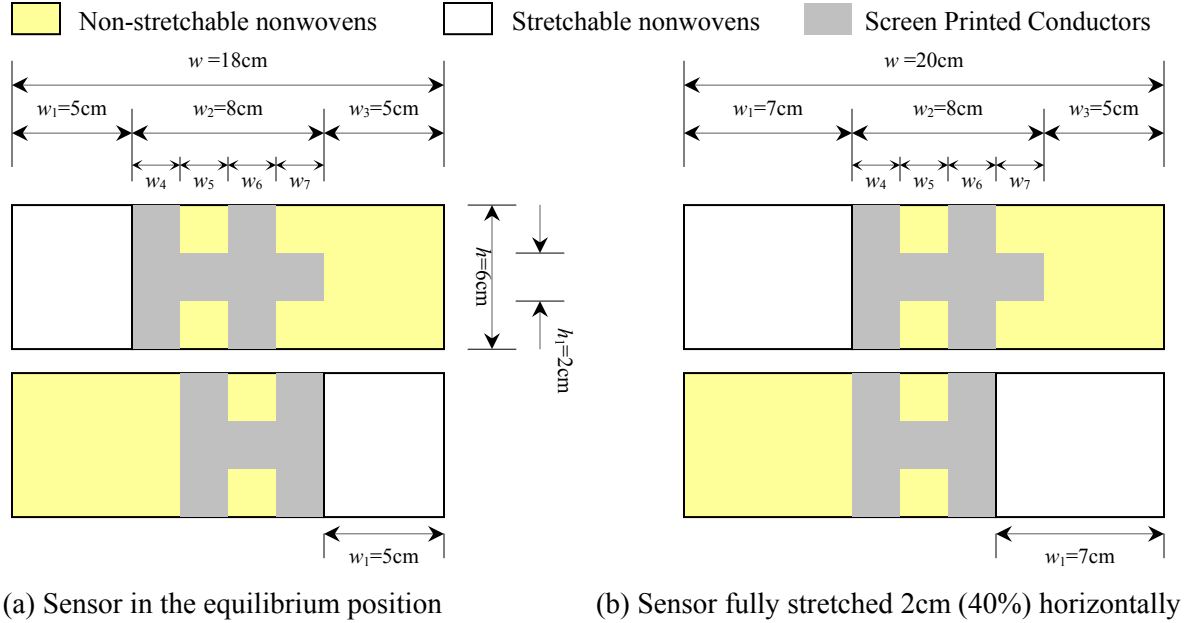 Non-stretchable nonwovens
Stretchable nonwovens
Screen Printed Conductors
w =18cm
w₁=5cm
w₂=8cm
w₃=5cm
w₄
w₅
w₆
w₇
h=6cm
h₁=2cm
w₁=5cm
w =20cm
w₁=7cm
w₂=8cm
w₃=5cm
w₄
w₅
w₆
w₇
w₁=7cm
(a) Sensor in the equilibrium position
(b) Sensor fully stretched 2cm (40%) horizontally